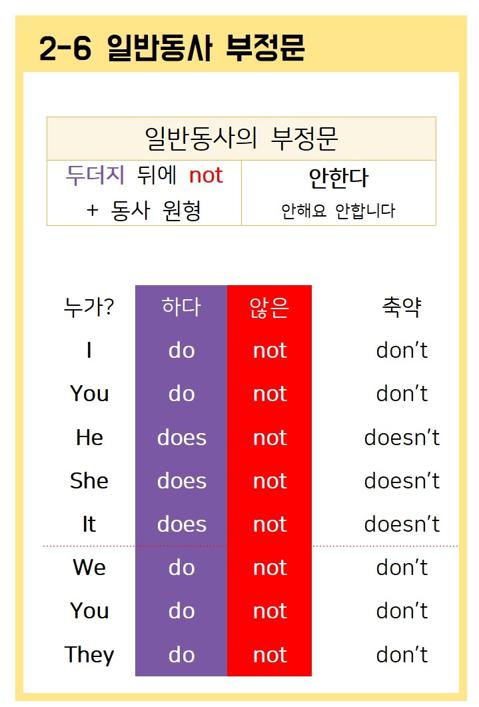 2-6 일반동사 부정문
일반동사의 부정문
두더지 뒤에 not
+ 동사 원형
안한다
안해요 안합니다
누가? 하다 않은 축약
I do not don't
You do not don't
He does not doesn't
She does not doesn't
It does not doesn't
We do not don't
You do not don't
They do not don't